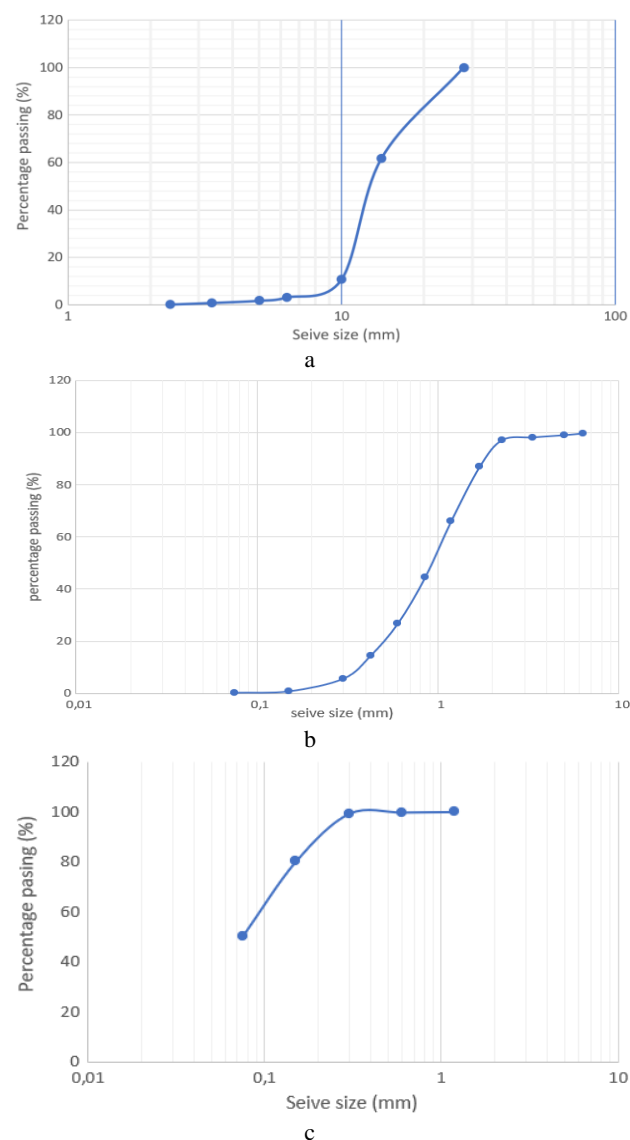 120
100
80
60
40
20
0
Percentage passing (%)
1 10 100
Seive size (mm)
a
120
100
80
60
40
20
0
percentage passing (%)
0,01 0,1 1 10
seive size (mm)
b
120
100
80
60
40
20
0
Percentage pasing (%)
0,01 0,1 1 10
Seive size (mm)
c